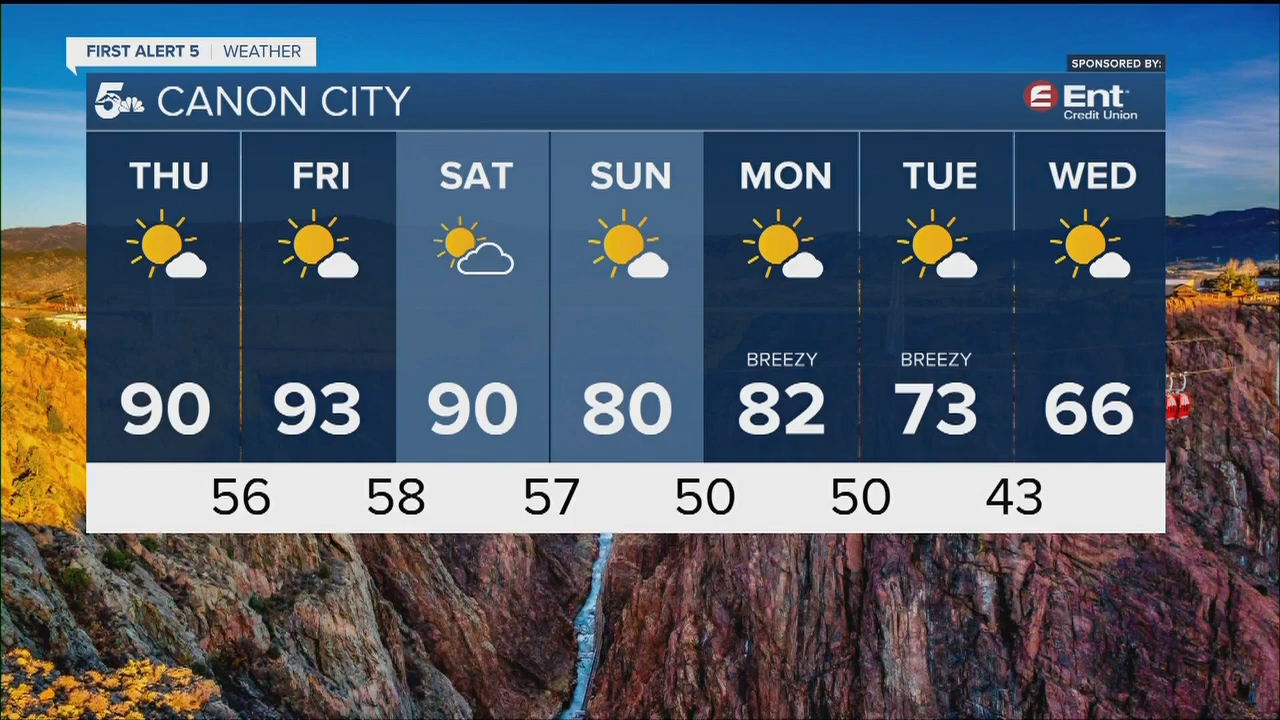 FIRST ALERT 5 | WEATHER
SPONSORED BY:
5 CANON CITY
Ent
Credit Union
THU FRI SAT SUN MON TUE WED
BREEZY BREEZY
90 93 90 80 82 73 66
56 58 57 50 50 43